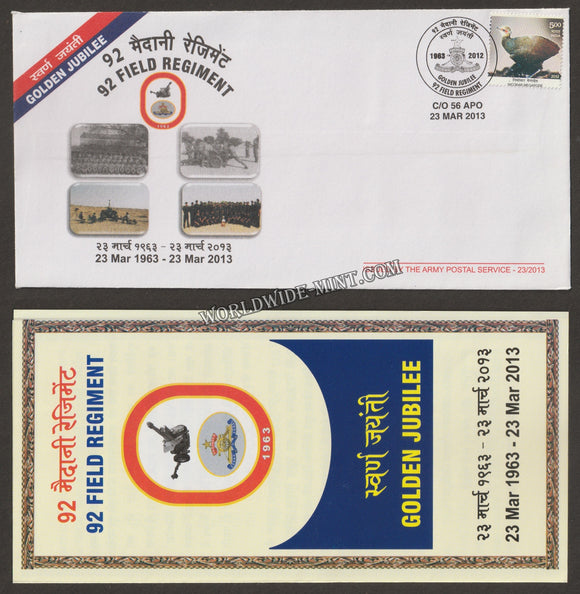 स्वर्ण जयंती
GOLDEN JUBILEE
92 मैदानी रेजिमेंट
92 FIELD REGIMENT
1963
२३ मार्च १९६३ - २३ मार्च २०१३
23 Mar 1963 - 23 Mar 2013
92 मैदानी रेजिमेंट
1963 2012
GOLDEN JUBILEE
92 FIELD REGIMENT
C/O 56 APO
23 MAR 2013
5.00
2012
NICOBAR MEGAPODE
THE ARMY POSTAL SERVICE - 23/2013
WORLDWIDE-MINT.COM
92 मैदानी रेजिमेंट
92 FIELD REGIMENT
1963
स्वर्ण जयंती
GOLDEN JUBILEE
२३ मार्च १९६३ - २३ मार्च २०१३
23 Mar 1963 - 23 Mar 2013